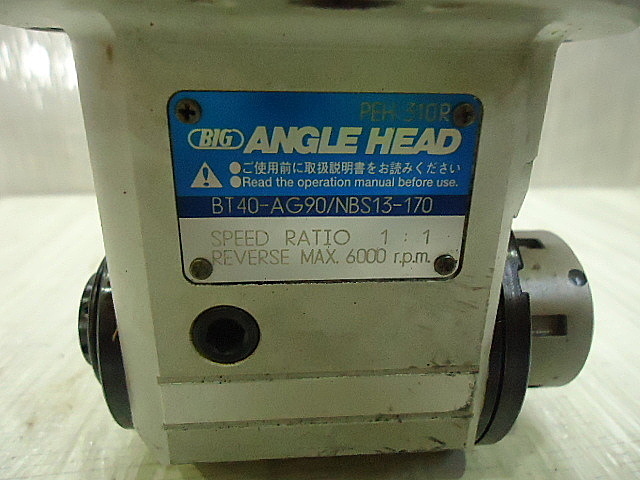 PEH-310R
BIG ANGLE HEAD
●ご使用前に取扱説明書をお読みください
●Read the operation manual before use.
BT40-AG90/NBS13-170
SPEED RATIO 1 : 1
REVERSE MAX. 6000 r.p.m.